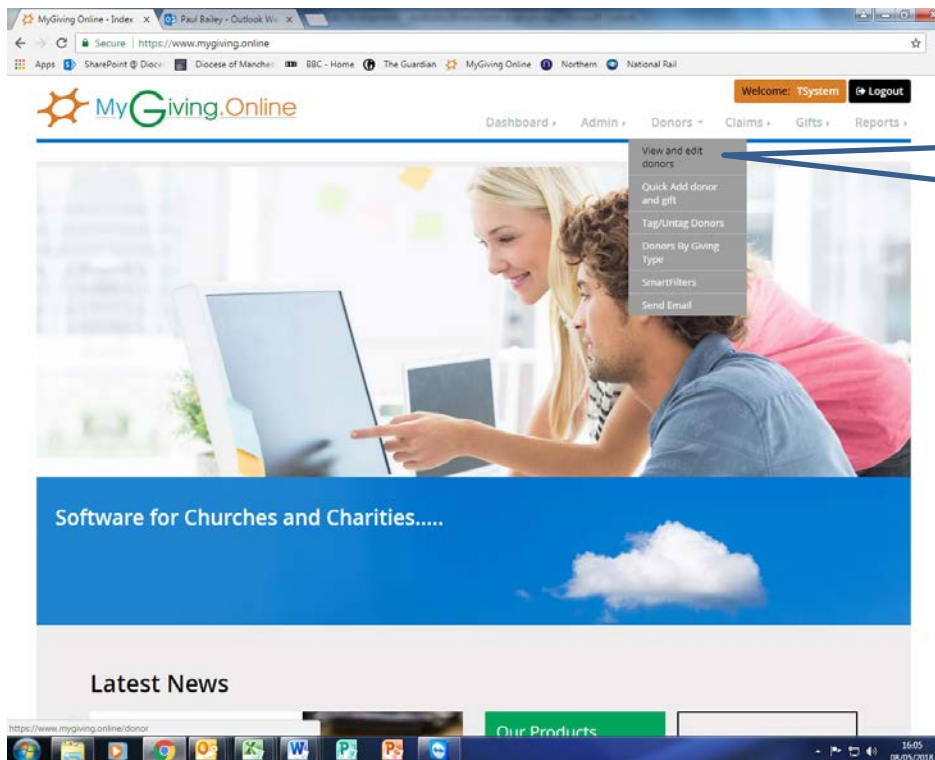 MyGiving Online - Index
Paul Bailey - Outlook W
Secure | https://www.mygiving.online
Apps SharePoint @ Dioc Diocese of Manches BBC - Home The Guardian MyGiving Online Northern National Rail
Welcome: TSystem Logout
MyGiving.Online
Dashboard Admin Donors Claims Gifts Reports
View and edit
donors
Quick Add donor
and gift
Tag/Untag Donors
Donors By Giving
Type
SmartFilters
Send Email
Software for Churches and Charities.....
Latest News
Our Products
https://www.mygiving.online/donor
16:05
08/05/2018